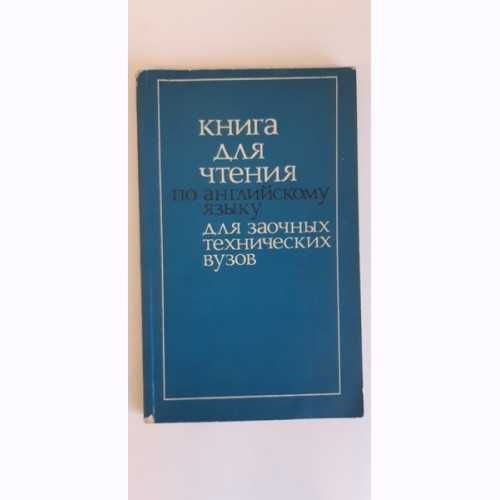 книга
для
чтения
по английскому
языку
для заочных
технических
вузов